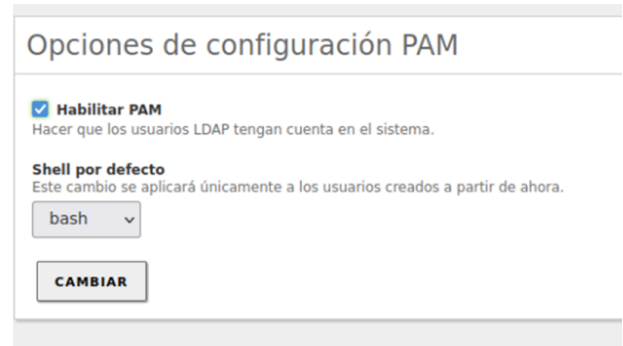 Opciones de configuración PAM
Habilitar PAM
Hacer que los usuarios LDAP tengan cuenta en el sistema.
Shell por defecto
Este cambio se aplicará únicamente a los usuarios creados a partir de ahora.
bash
CAMBIAR